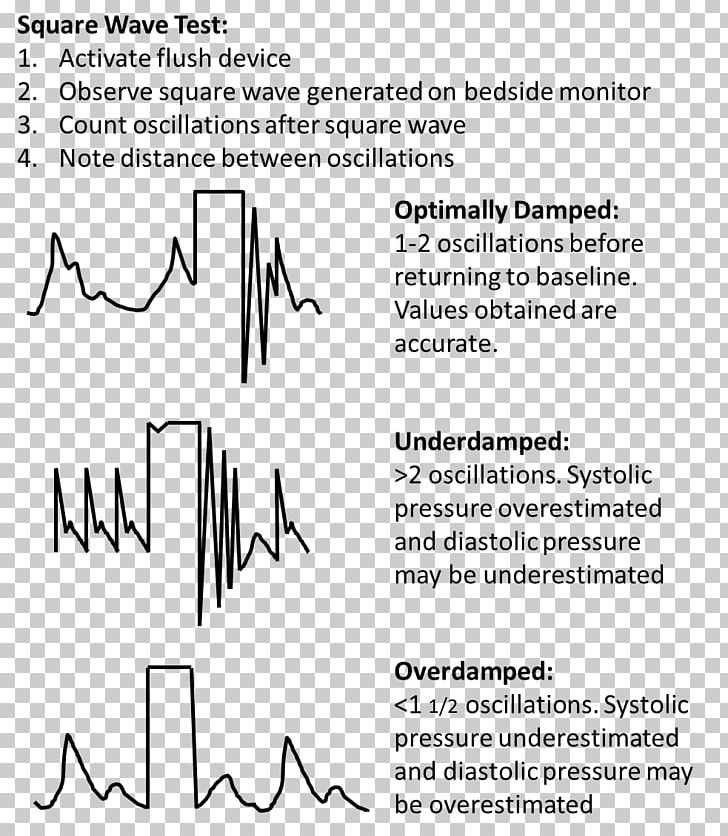 Square Wave Test:
1. Activate flush device
2. Observe square wave generated on bedside monitor
3. Count oscillations after square wave
4. Note distance between oscillations
Optimally Damped:
1-2 oscillations before
returning to baseline.
Values obtained are
accurate.
Underdamped:
>2 oscillations. Systolic
pressure overestimated
and diastolic pressure
may be underestimated
Overdamped:
<1 1/2 oscillations. Systolic
pressure underestimated
and diastolic pressure may
be overestimated